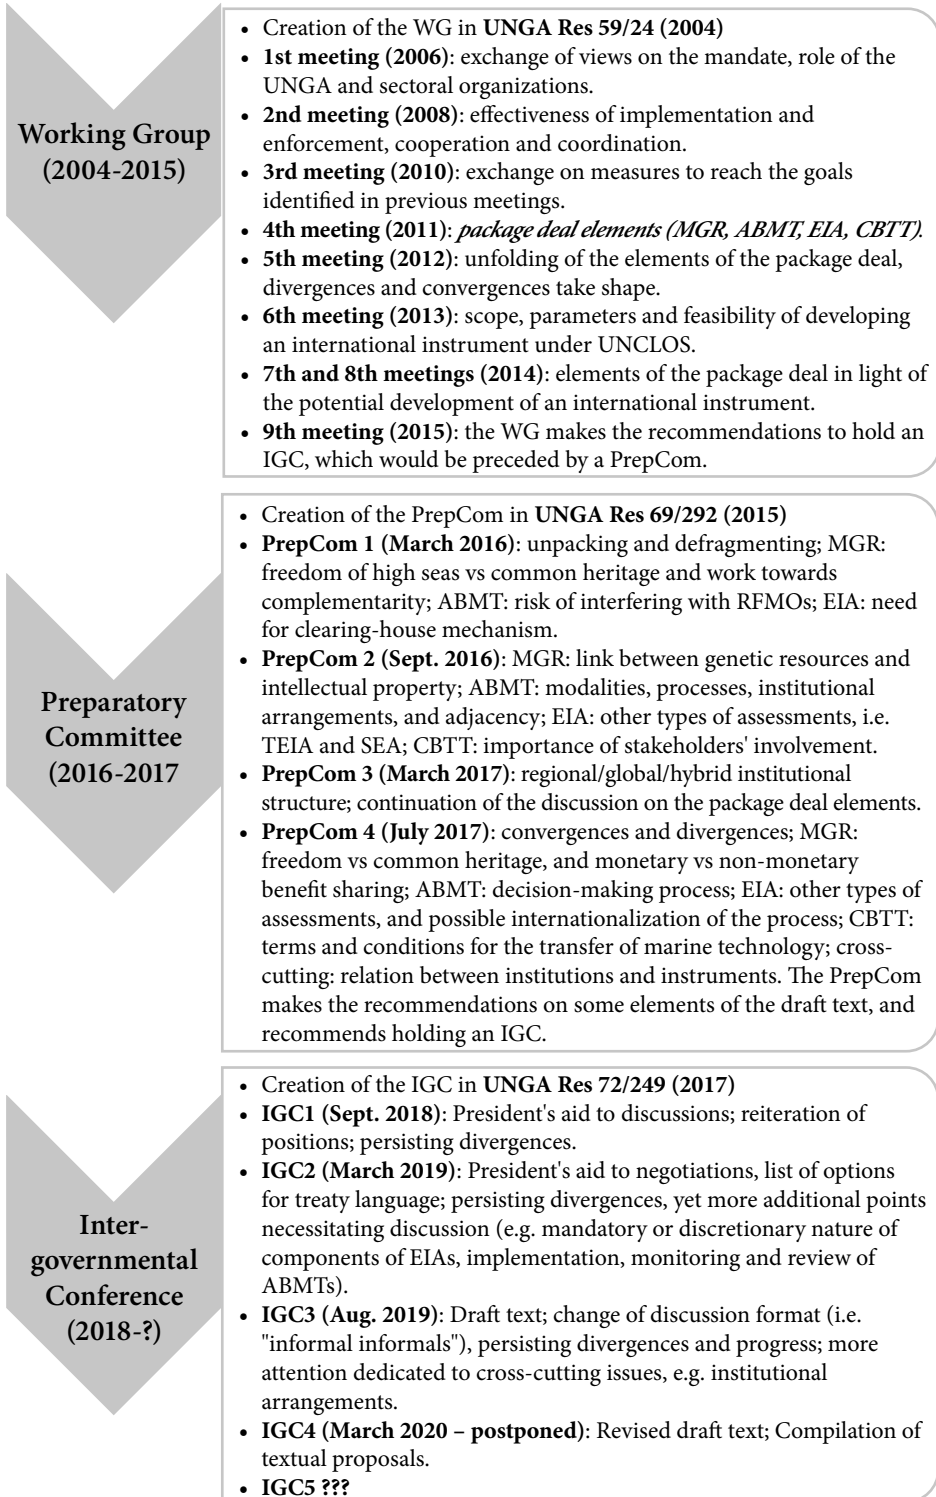 Working Group
(2004-2015)
• Creation of the WG in UNGA Res 59/24 (2004)
• 1st meeting (2006): exchange of views on the mandate, role of the
UNGA and sectoral organizations.
• 2nd meeting (2008): effectiveness of implementation and
enforcement, cooperation and coordination.
• 3rd meeting (2010): exchange on measures to reach the goals
identified in previous meetings.
• 4th meeting (2011): package deal elements (MGR, ABMT, EIA, CBTT).
• 5th meeting (2012): unfolding of the elements of the package deal,
divergences and convergences take shape.
• 6th meeting (2013): scope, parameters and feasibility of developing
an international instrument under UNCLOS.
• 7th and 8th meetings (2014): elements of the package deal in light of
the potential development of an international instrument.
• 9th meeting (2015): the WG makes the recommendations to hold an
IGC, which would be preceded by a PrepCom.
Preparatory
Committee
(2016-2017
• Creation of the PrepCom in UNGA Res 69/292 (2015)
• PrepCom 1 (March 2016): unpacking and defragmenting; MGR:
freedom of high seas vs common heritage and work towards
complementarity; ABMT: risk of interfering with RFMOs; EIA: need
for clearing-house mechanism.
• PrepCom 2 (Sept. 2016): MGR: link between genetic resources and
intellectual property; ABMT: modalities, processes, institutional
arrangements, and adjacency; EIA: other types of assessments, i.e.
TEIA and SEA; CBTT: importance of stakeholders' involvement.
• PrepCom 3 (March 2017): regional/global/hybrid institutional
structure; continuation of the discussion on the package deal elements.
• PrepCom 4 (July 2017): convergences and divergences; MGR:
freedom vs common heritage, and monetary vs non-monetary
benefit sharing; ABMT: decision-making process; EIA: other types of
assessments, and possible internationalization of the process; CBTT:
terms and conditions for the transfer of marine technology; cross-
cutting: relation between institutions and instruments. The PrepCom
makes the recommendations on some elements of the draft text, and
recommends holding an IGC.
Inter-
governmental
Conference
(2018-?)
• Creation of the IGC in UNGA Res 72/249 (2017)
• IGC1 (Sept. 2018): President's aid to discussions; reiteration of
positions; persisting divergences.
• IGC2 (March 2019): President's aid to negotiations, list of options
for treaty language; persisting divergences, yet more additional points
necessitating discussion (e.g. mandatory or discretionary nature of
components of EIAs, implementation, monitoring and review of
ABMTs).
• IGC3 (Aug. 2019): Draft text; change of discussion format (i.e.
"informal informals"), persisting divergences and progress; more
attention dedicated to cross-cutting issues, e.g. institutional
arrangements.
• IGC4 (March 2020 – postponed): Revised draft text; Compilation of
textual proposals.
• IGC5 ???